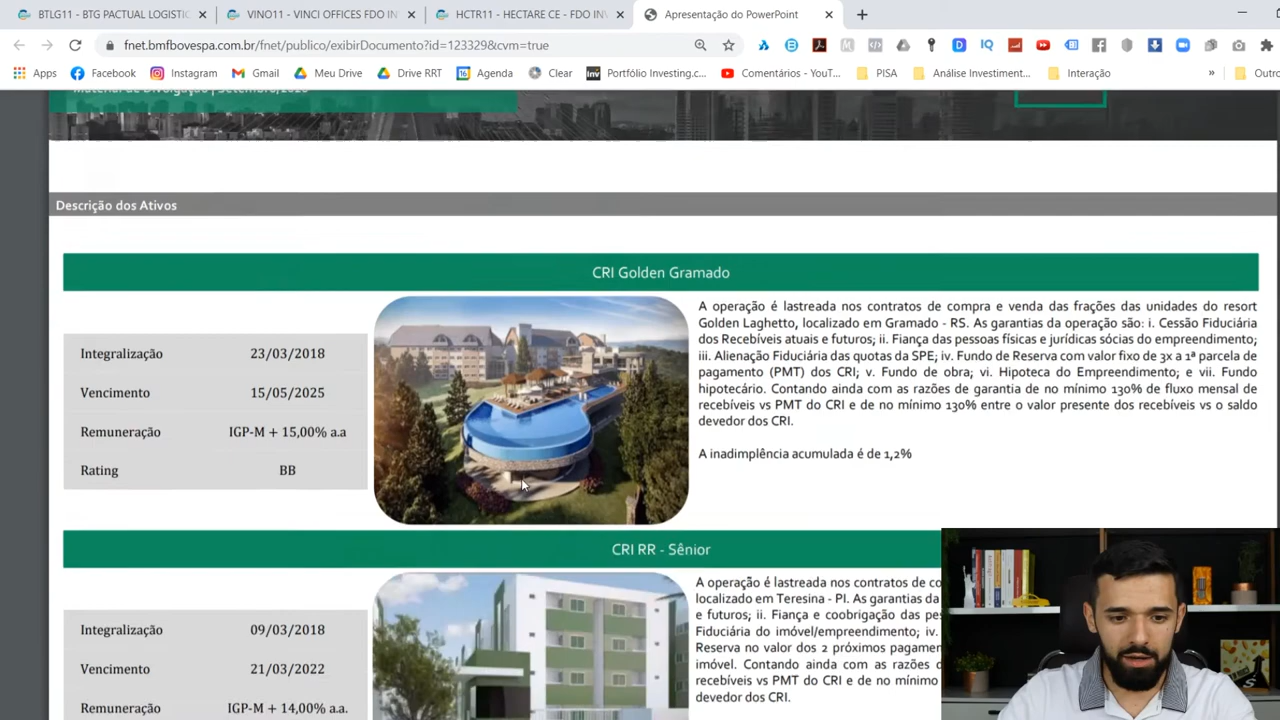 BTLG11 - BTG PACTUAL LOGISTIC
VINO11 - VINCI OFFICES FDO IN
HCTR11 - HECTARE CE - FDO INV
Apresentação do PowerPoint
fnet.bmfbovespa.com.br/fnet/publico/exibirDocumento?id=123329&cvm=true
Apps
Facebook
Instagram
Gmail
Meu Drive
Drive RRT
Agenda
Clear
Portfólio Investing.c...
Comentários - YouT...
PISA
Análise Investiment...
Interação
»
Outro
Material de Divulgação | Setembro/2020
Descrição dos Ativos
CRI Golden Gramado
Integralização 23/03/2018
Vencimento 15/05/2025
Remuneração IGP-M + 15,00% a.a
Rating BB
A operação é lastreada nos contratos de compra e venda das frações das unidades do resort
Golden Laghetto, localizado em Gramado - RS. As garantias da operação são: i. Cessão Fiduciária
dos Recebíveis atuais e futuros; ii. Fiança das pessoas físicas e jurídicas sócias do empreendimento;
iii. Alienação Fiduciária das quotas da SPE; iv. Fundo de Reserva com valor fixo de 3x a 1ª parcela de
pagamento (PMT) dos CRI; v. Fundo de obra; vi. Hipoteca do Empreendimento; e vii. Fundo
hipotecário. Contando ainda com as razões de garantia de no mínimo 130% de fluxo mensal de
recebíveis vs PMT do CRI e de no mínimo 130% entre o valor presente dos recebíveis vs o saldo
devedor dos CRI.
A inadimplência acumulada é de 1,2%
CRI RR - Sênior
Integralização 09/03/2018
Vencimento 21/03/2022
Remuneração IGP-M + 14,00% a.a.
A operação é lastreada nos contratos de co
localizado em Teresina - PI. As garantias da
e futuros; ii. Fiança e coobrigação das pes
Fiduciária do imóvel/empreendimento; iv.
Reserva no valor dos 2 próximos pagamen
imóvel. Contando ainda com as razões d
recebíveis vs PMT do CRI e de no mínimo
devedor dos CRI.